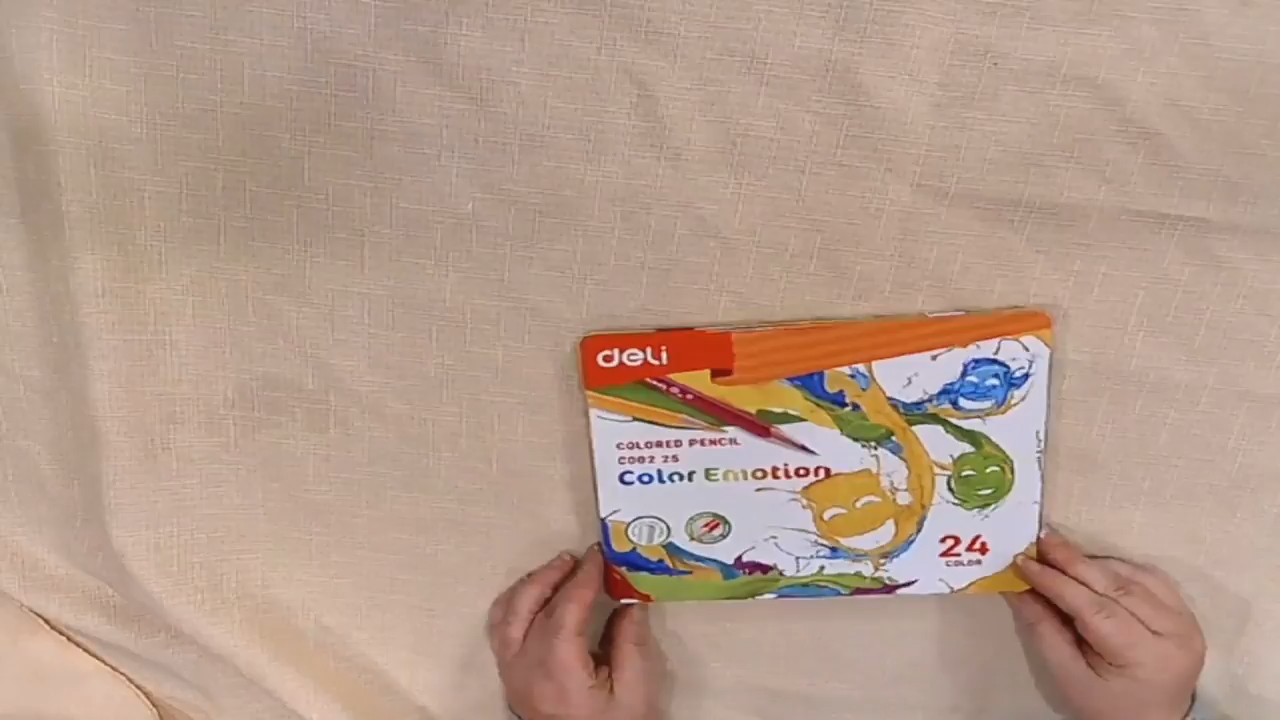 deli
COLORED PENCIL
C002 25
Color Emotion
24
COLOR